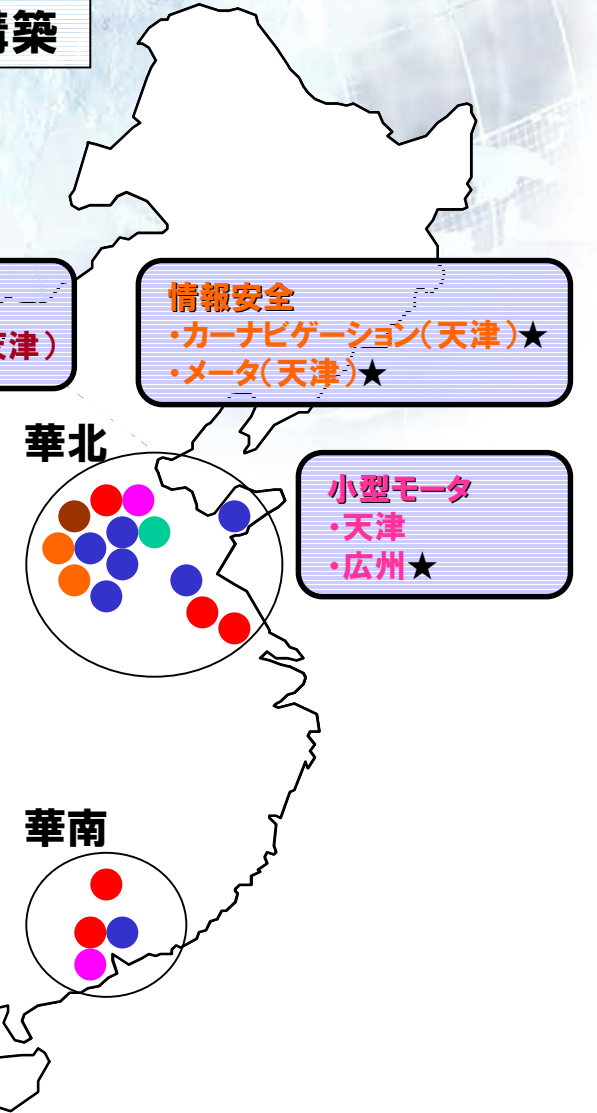 構築
天津）
情報安全
・カーナビゲーション（天津）★
・メータ（天津）★
華北
小型モータ
・天津
・広州★
華南